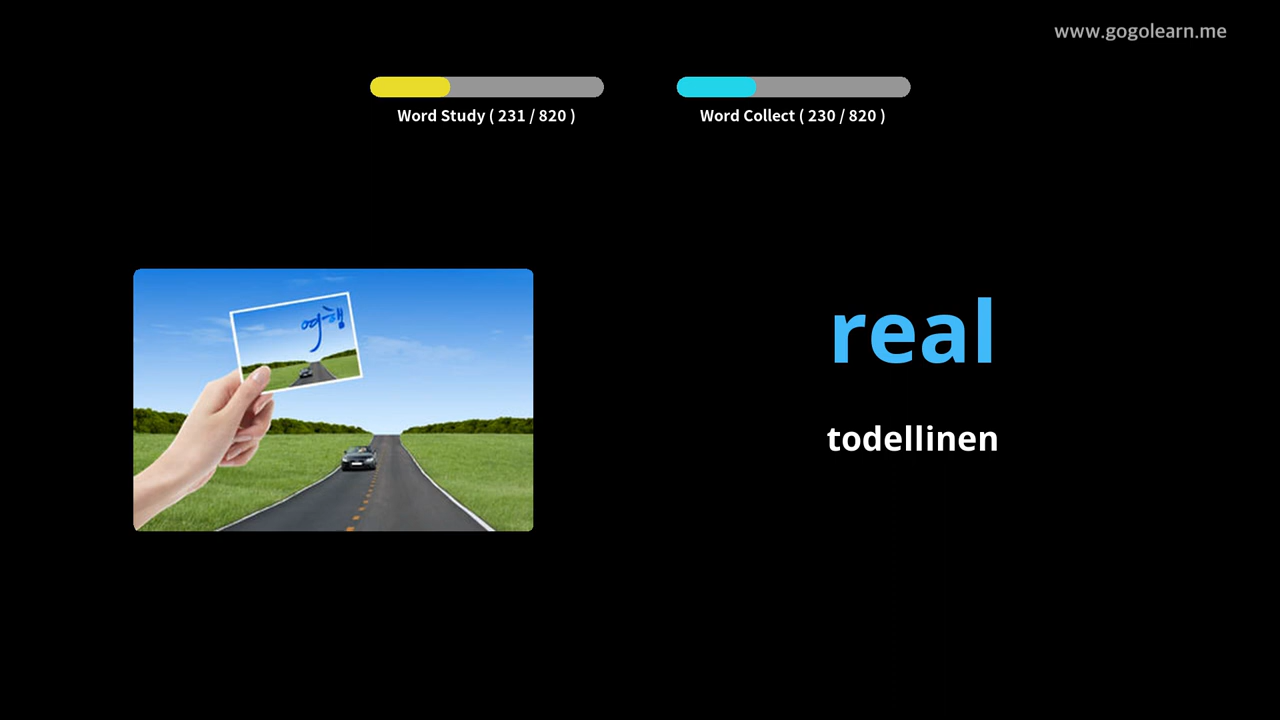 www.gogolearn.me
Word Study ( 231 / 820 )
Word Collect ( 230 / 820 )
여행
real
todellinen